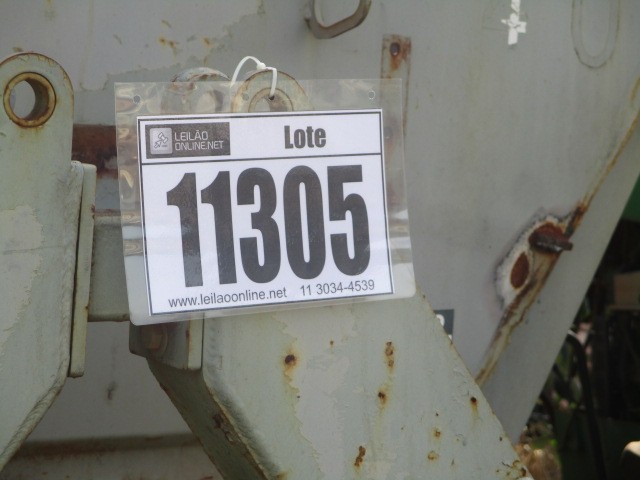 LEILÃO
ONLINE.NET
Lote
11305
www.leilaoonline.net 11 3034-4539